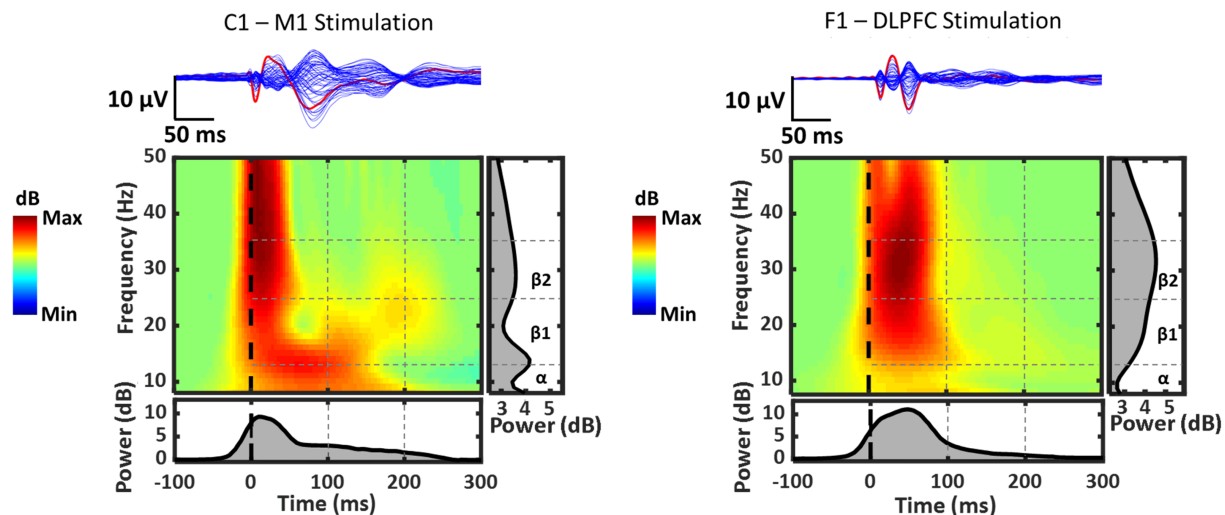 C1 – M1 Stimulation
10 µV
50 ms
dB
Max
Min
Frequency (Hz)
50
40
30
20
10
β2
β1
α
3 4 5
Power (dB)
Power (dB)
10
5
0
-100 0 100 200 300
Time (ms)
F1 – DLPFC Stimulation
10 µV
50 ms
dB
Max
Min
Frequency (Hz)
50
40
30
20
10
β2
β1
α
3 4 5
Power (dB)
Power (dB)
10
5
0
-100 0 100 200 300
Time (ms)